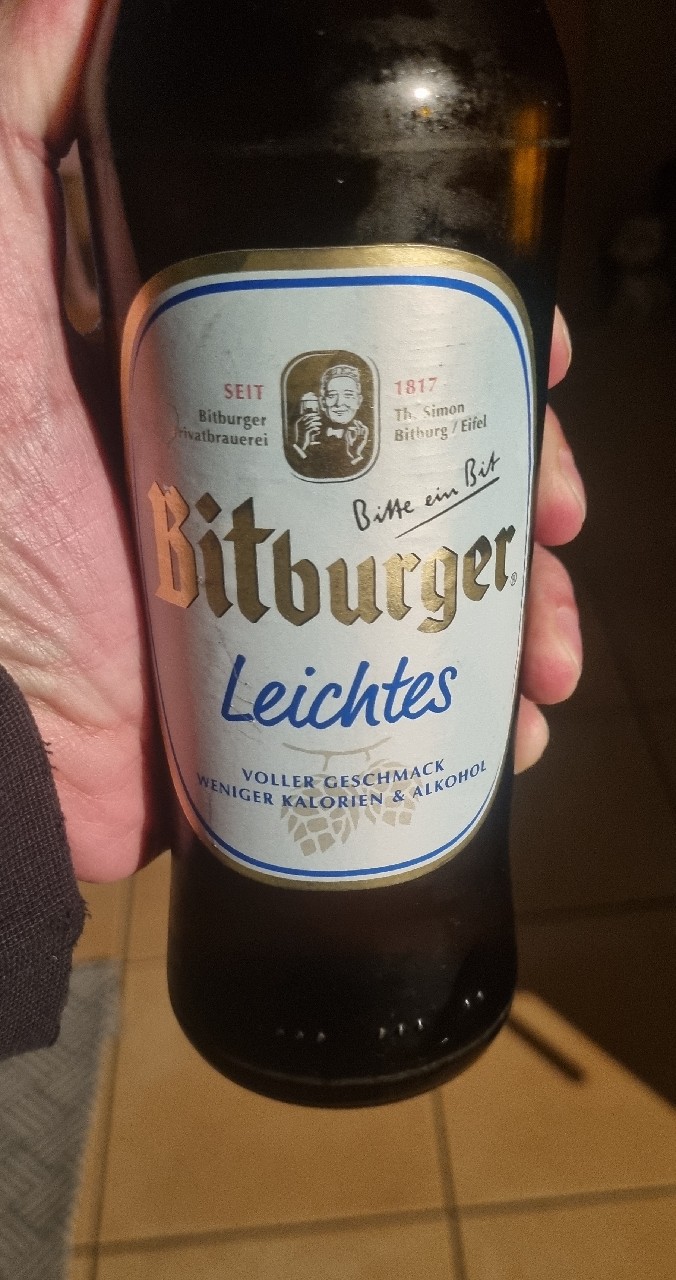 SEIT
1817
Bitburger
Privatbrauerei
Th. Simon
Bitburg / Eifel
Bitte ein Bit
Bitburger®
Leichtes
VOLLER GESCHMACK
WENIGER KALORIEN & ALKOHOL